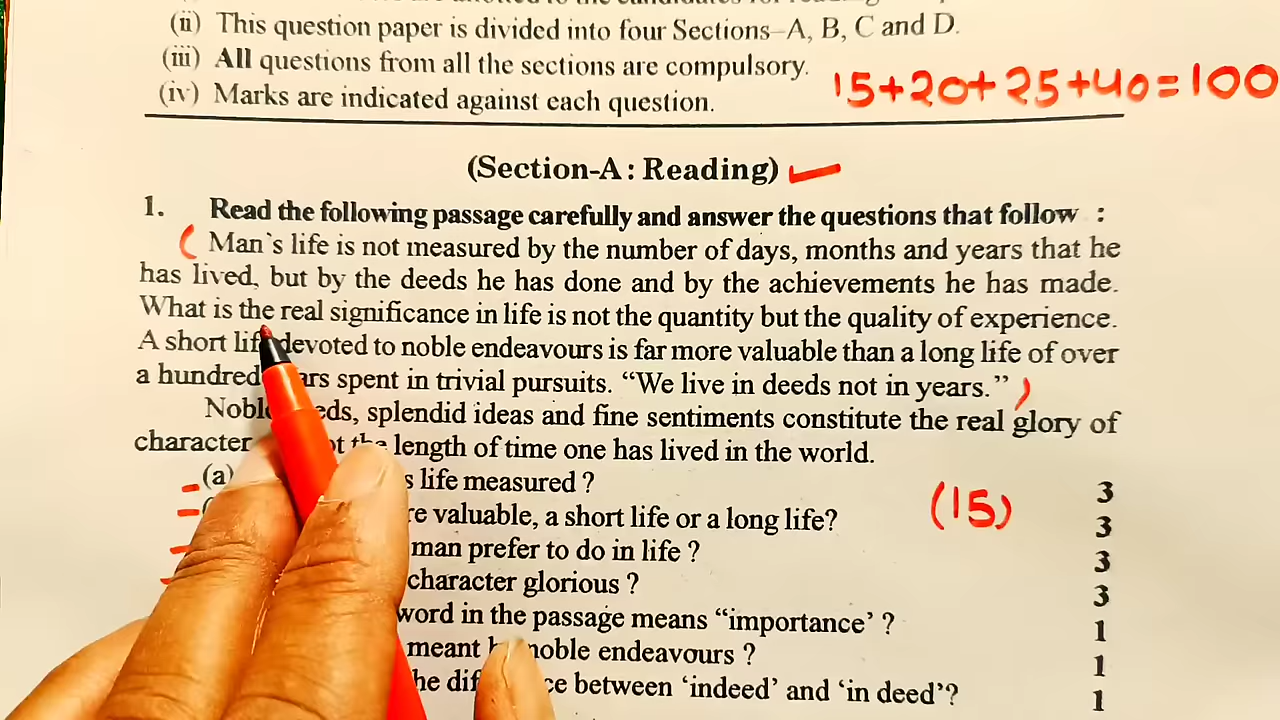 (ii) This question paper is divided into four Sections–A, B, C and D.
(iii) All questions from all the sections are compulsory.
(iv) Marks are indicated against each question.
15+20+25+40=100
(Section-A : Reading)
1. Read the following passage carefully and answer the questions that follow :
( Man's life is not measured by the number of days, months and years that he
has lived, but by the deeds he has done and by the achievements he has made.
What is the real significance in life is not the quantity but the quality of experience.
A short devoted to noble endeavours is far more valuable than a long life of over
a hundred spent in trivial pursuits. “We live in deeds not in years.” )
splendid ideas and fine sentiments constitute the real glory of
character the length of time one has lived in the world.
(a) life measured ? 3
valuable, a short life or a long life? 3
man prefer to do in life ? 3
character glorious ? 3
(15)
word in the passage means “importance’ ? 1
meant noble endeavours ? 1
between ‘indeed’ and ‘in deed’? 1